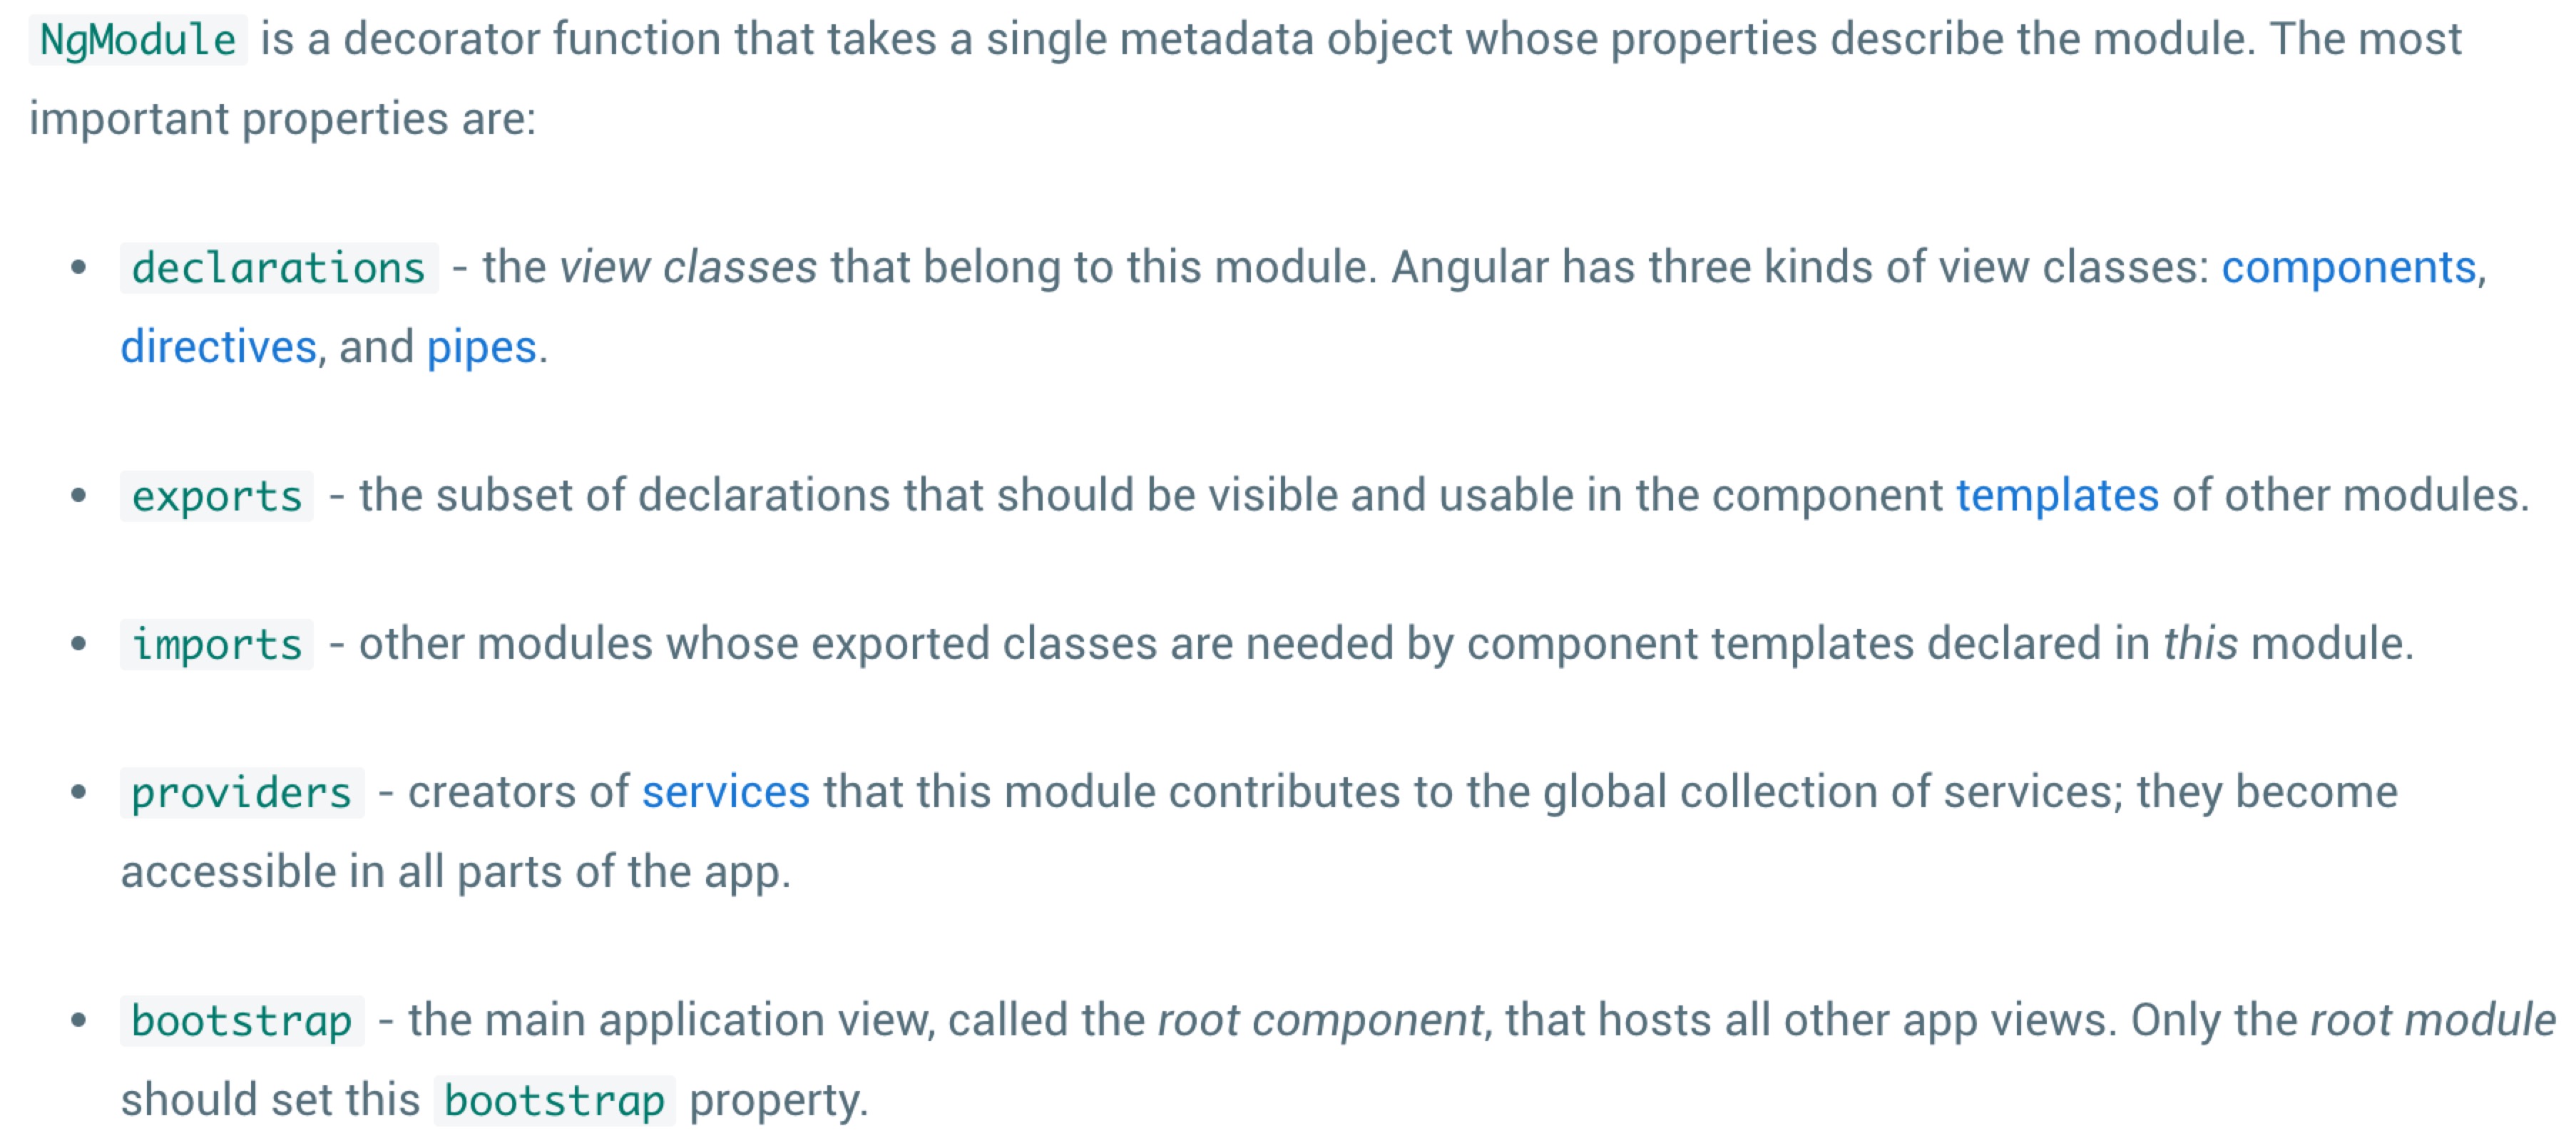 NgModule is a decorator function that takes a single metadata object whose properties describe the module. The most
important properties are:
• declarations - the view classes that belong to this module. Angular has three kinds of view classes: components,
directives, and pipes.
• exports - the subset of declarations that should be visible and usable in the component templates of other modules.
• imports - other modules whose exported classes are needed by component templates declared in this module.
• providers - creators of services that this module contributes to the global collection of services; they become
accessible in all parts of the app.
• bootstrap - the main application view, called the root component, that hosts all other app views. Only the root module
should set this bootstrap property.